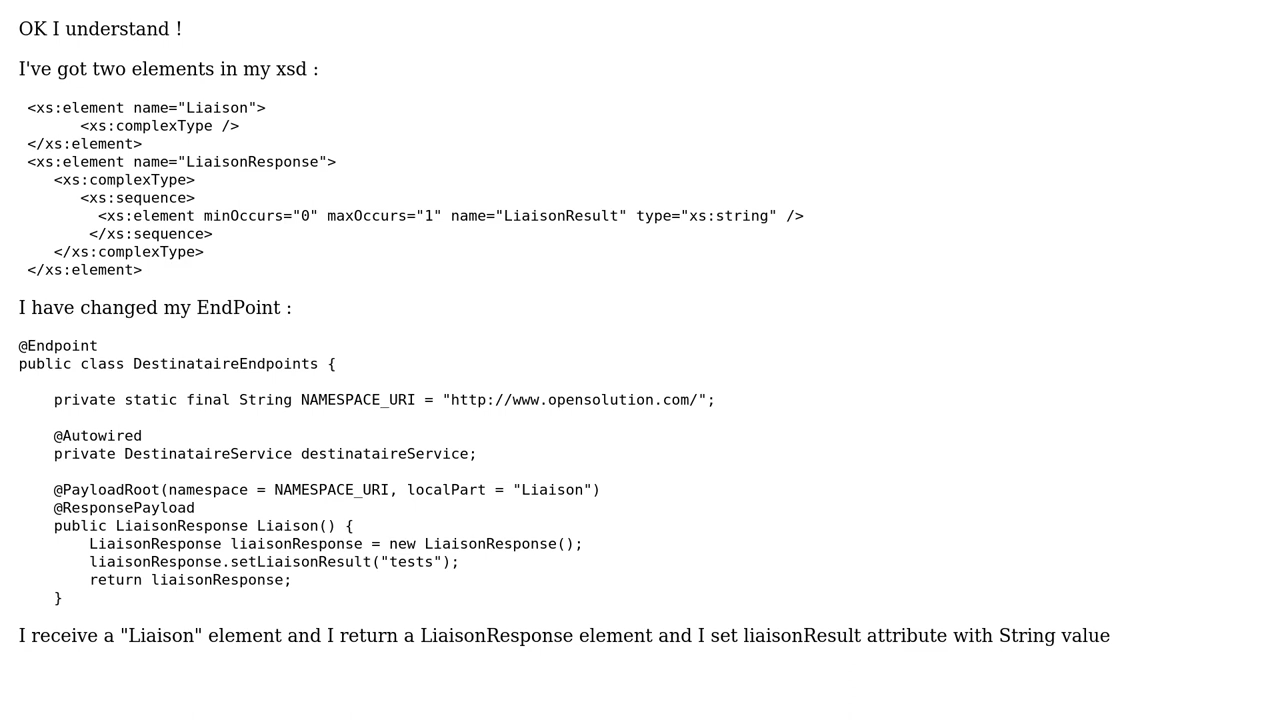 OK I understand !
I've got two elements in my xsd :
<xs:element name="Liaison">
<xs:complexType />
</xs:element>
<xs:element name="LiaisonResponse">
<xs:complexType>
<xs:sequence>
<xs:element minOccurs="0" maxOccurs="1" name="LiaisonResult" type="xs:string" />
</xs:sequence>
</xs:complexType>
</xs:element>
I have changed my EndPoint :
@Endpoint
public class DestinataireEndpoints {
private static final String NAMESPACE_URI = "http://www.opensolution.com/";
@Autowired
private DestinataireService destinataireService;
@PayloadRoot(namespace = NAMESPACE_URI, localPart = "Liaison")
@ResponsePayload
public LiaisonResponse Liaison() {
LiaisonResponse liaisonResponse = new LiaisonResponse();
liaisonResponse.setLiaisonResult("tests");
return liaisonResponse;
}
I receive a "Liaison" element and I return a LiaisonResponse element and I set liaisonResult attribute with String value